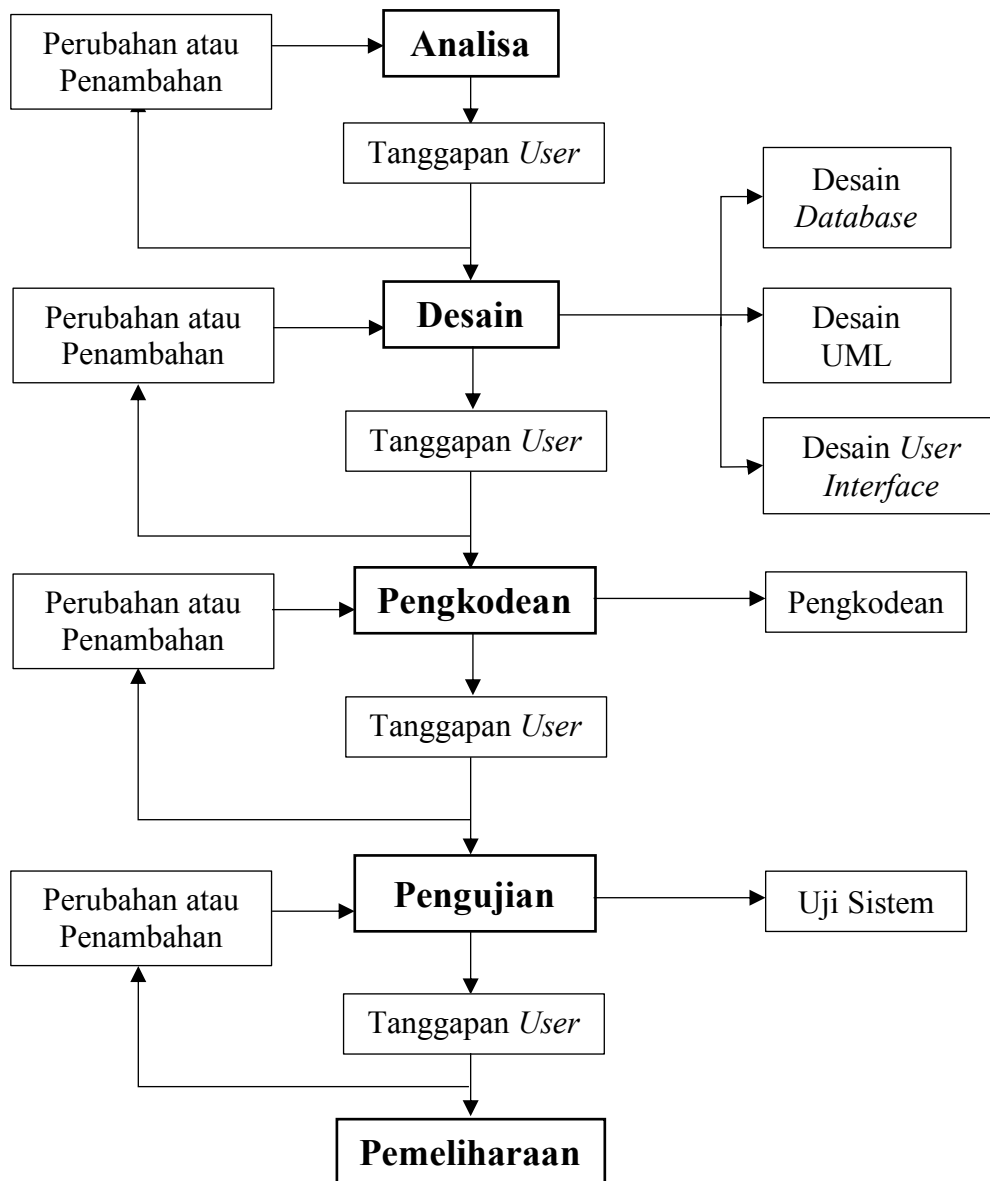 Perubahan atau
Penambahan
Analisa
Tanggapan User
Desain
Database
Perubahan atau
Penambahan
Desain
Desain
UML
Tanggapan User
Desain User
Interface
Perubahan atau
Penambahan
Pengkodean
Pengkodean
Tanggapan User
Perubahan atau
Penambahan
Pengujian
Uji Sistem
Tanggapan User
Pemeliharaan